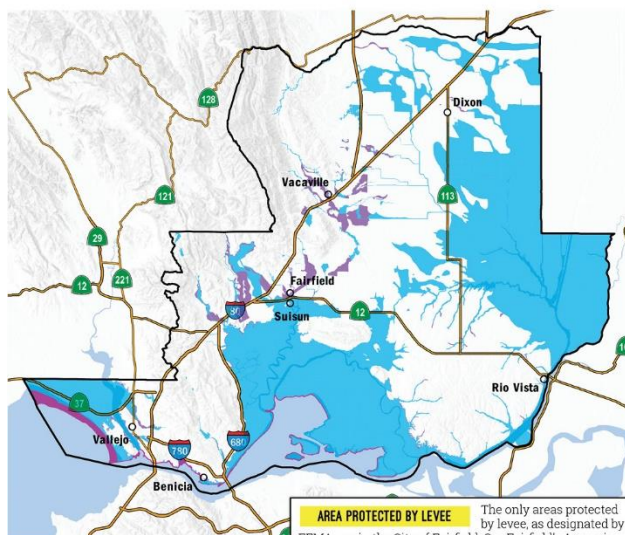 128
Dixon
121
Vacaville
113
29
12
221
Fairfield
80
Suisun
12
Rio Vista
37
Vallejo
680
780
Benicia
AREA PROTECTED BY LEVEE
The only areas protected
by levee, as designated by